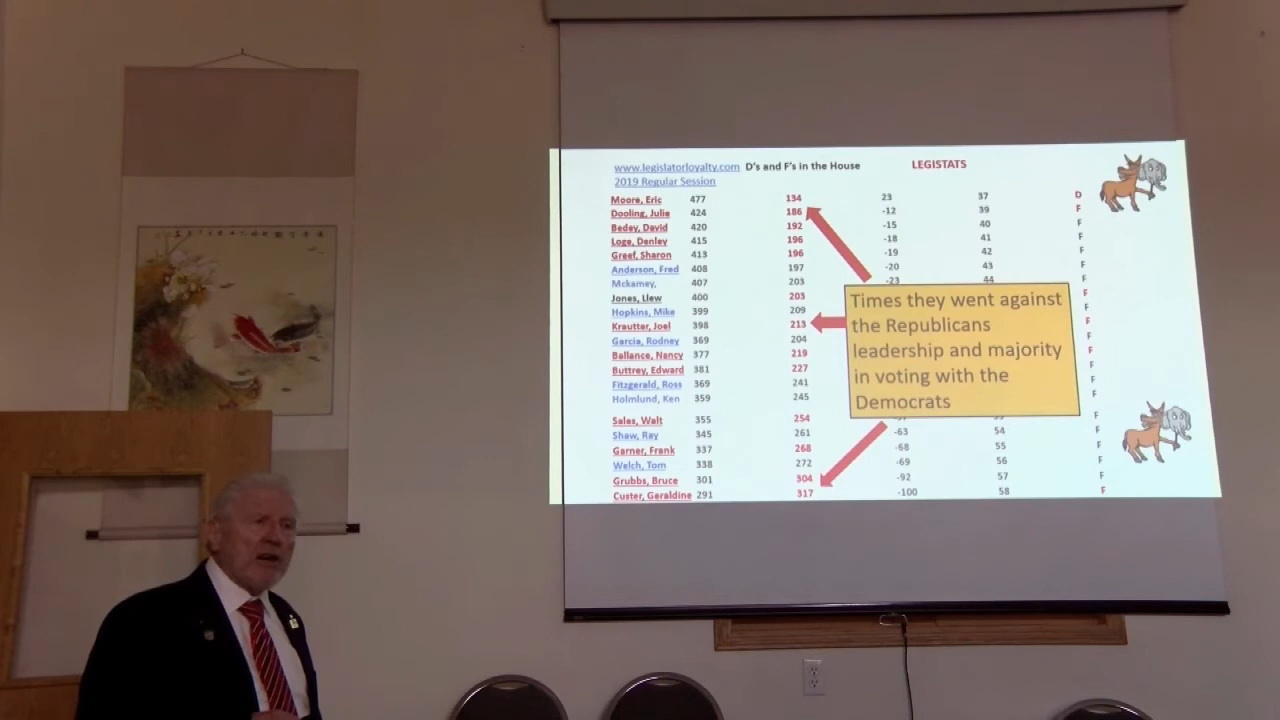 www.legislatorloyalty.com D's and F's in the House LEGISTATS
2019 Regular Session
Moore, Eric 477 134 23 37 D
Dooling, Julie 424 186 -12 39 F
Bedey, David 420 192 -15 40 F
Loge, Denley 415 196 -18 41 F
Greef, Sharon 413 196 -19 42 F
Anderson, Fred 408 197 -20 43 F
Mckamey, 407 203 -23 44 F
Jones, Llew 400 203 F
Hopkins, Mike 399 209 F
Krautter, Joel 398 213 F
Garcia, Rodney 369 204 F
Ballance, Nancy 377 219 F
Buttrey, Edward 381 227 F
Fitzgerald, Ross 369 241 F
Holmlund, Ken 359 245 F
Sales, Walt 355 254 F
Shaw, Ray 345 261 -63 54 F
Garner, Frank 337 268 -68 55 F
Welch, Tom 338 272 -69 56 F
Grubbs, Bruce 301 304 -92 57 F
Custer, Geraldine 291 317 -100 58 F
Times they went against
the Republicans
leadership and majority
in voting with the
Democrats